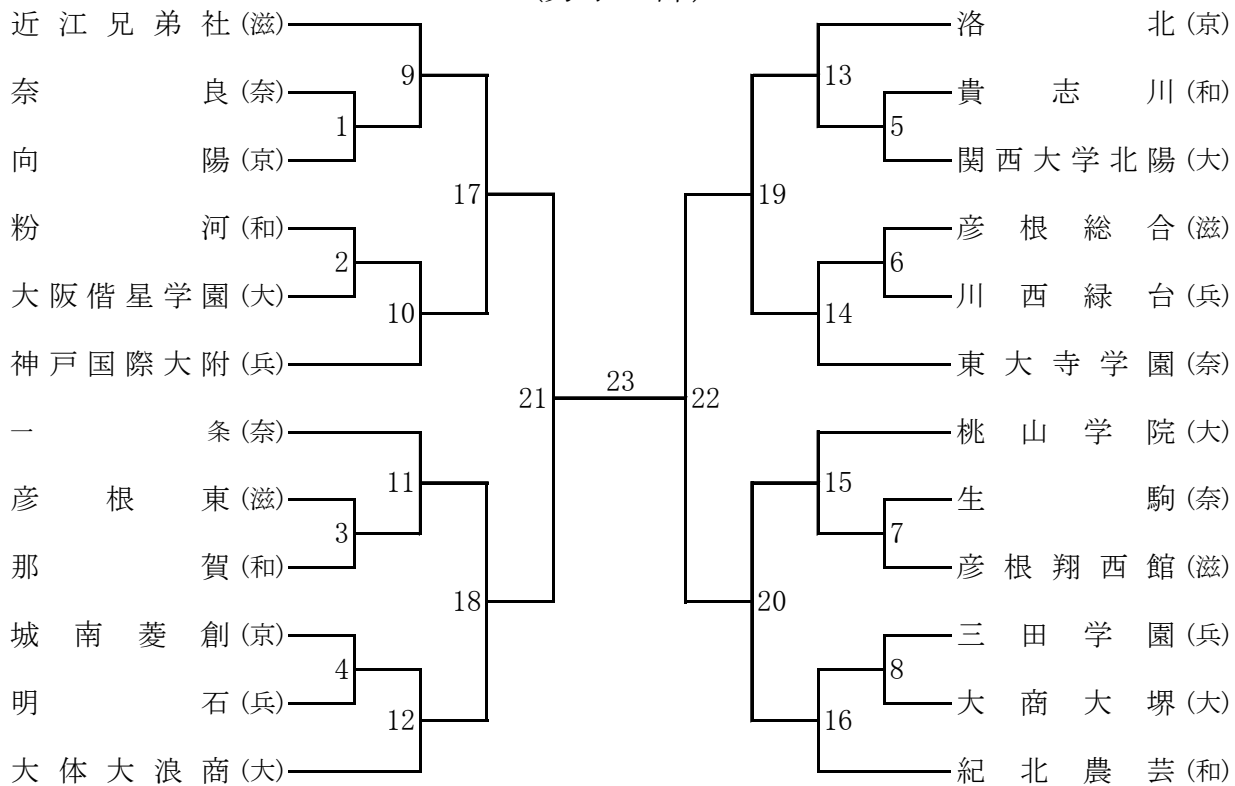 近江兄弟社(滋)
9
奈良(奈)
1
向陽(京)
17
粉河(和)
2
大阪偕星学園(大)
10
神戸国際大附(兵)
21
一条(奈)
11
彦根東(滋)
3
那賀(和)
18
城南菱創(京)
4
明石(兵)
12
大体大浪商(大)
23
洛北(京)
13
貴志川(和)
5
関西大学北陽(大)
19
彦根総合(滋)
6
川西緑台(兵)
14
東大寺学園(奈)
22
桃山学院(大)
15
生駒(奈)
7
彦根翔西館(滋)
20
三田学園(兵)
8
大商大堺(大)
16
紀北農芸(和)